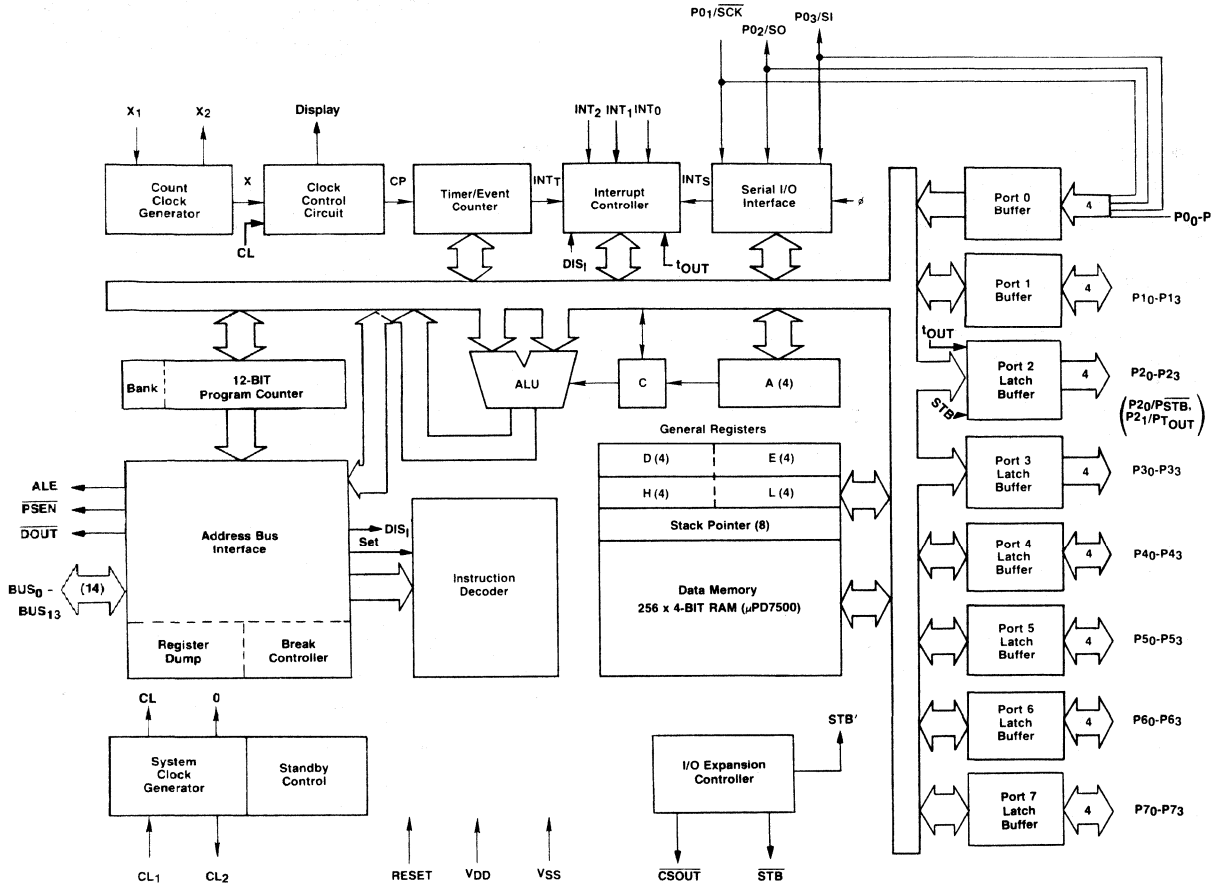 P01/SCK
P02/SO
P03/SI
X1
X2
Display
INT2 INT1 INT0
Count
Clock
Generator
X
CL
Clock
Control
Circuit
CP
Timer/Event
Counter
INTT
Interrupt
Controller
DISI
tOUT
INTS
Serial I/O
Interface
ø
Port 0
Buffer
4
P00-P
Port 1
Buffer
4
P10-P13
tOUT
STB
Port 2
Latch
Buffer
4
P20-P23
(P20/PSTB,
P21/PTOUT)
Bank
12-BIT
Program Counter
ALU
C
A (4)
General Registers
D (4)
E (4)
H (4)
L (4)
Stack Pointer (8)
Data Memory
256 x 4-BIT RAM (µPD7500)
Port 3
Latch
Buffer
4
P30-P33
ALE
PSEN
DOUT
BUS0 -
BUS13
(14)
Address Bus
Interface
Register
Dump
Break
Controller
DISI
Set
Instruction
Decoder
Port 4
Latch
Buffer
4
P40-P43
Port 5
Latch
Buffer
4
P50-P53
Port 6
Latch
Buffer
4
P60-P63
Port 7
Latch
Buffer
4
P70-P73
CL
0
System
Clock
Generator
Standby
Control
CL1
CL2
RESET
VDD
VSS
I/O Expansion
Controller
STB'
CSOUT
STB